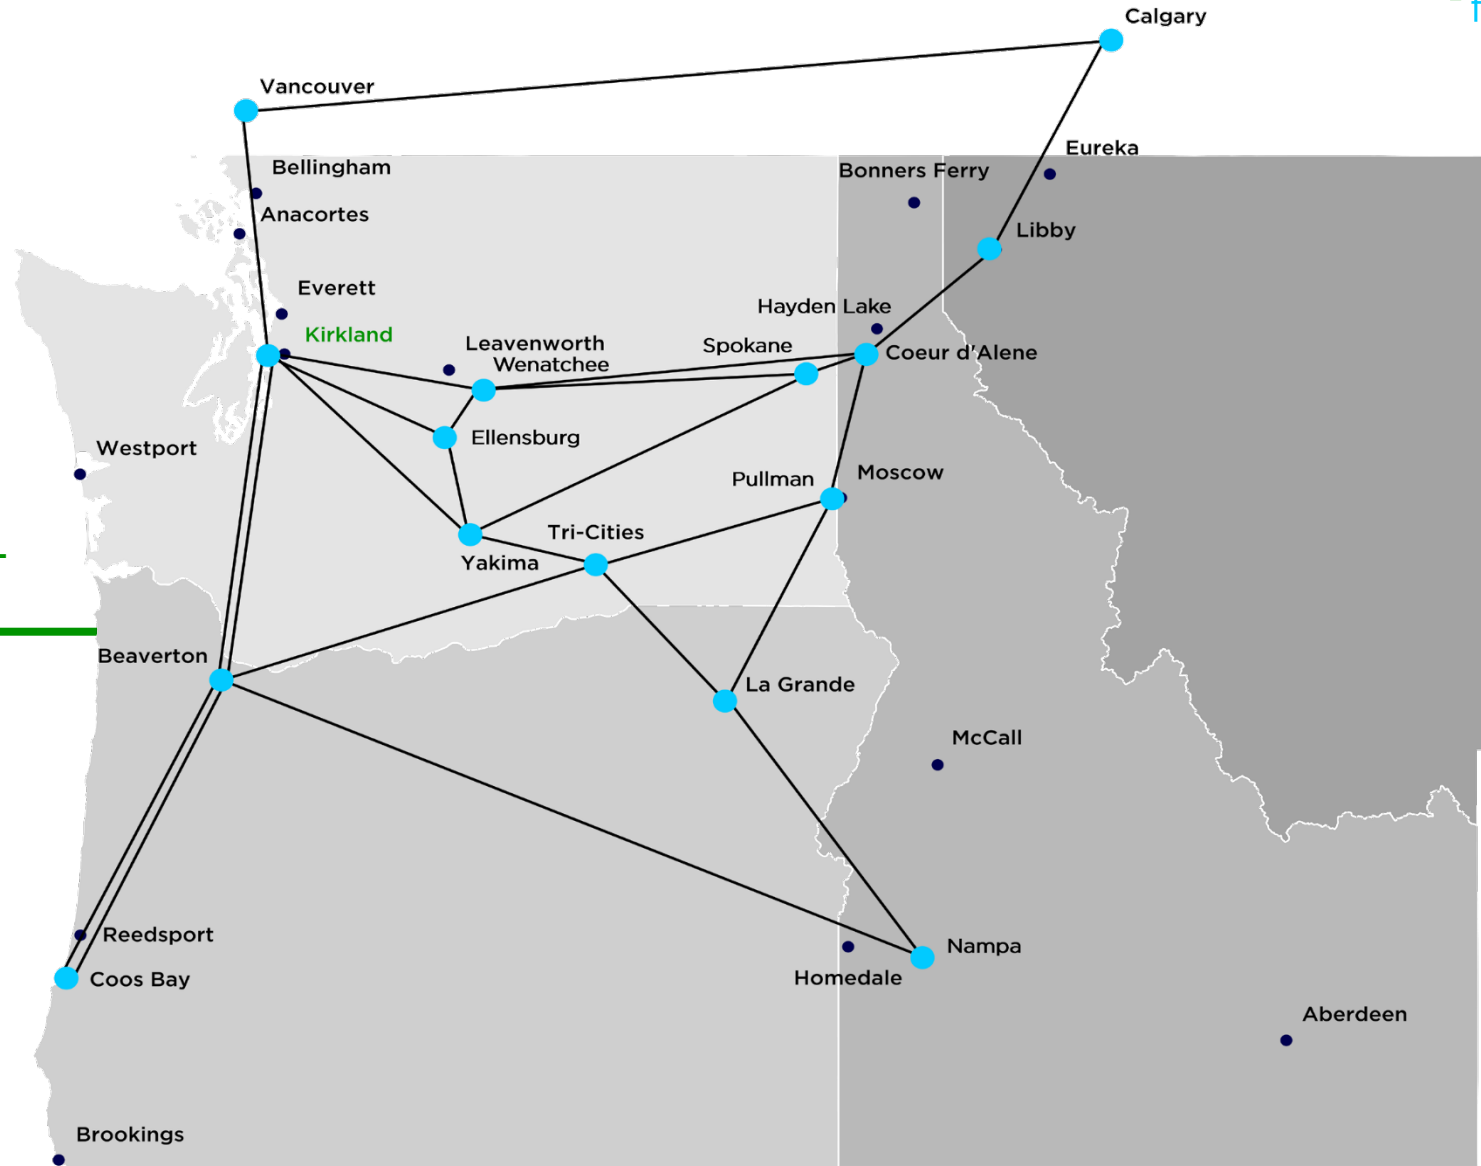 Calgary
Vancouver
Eureka
Bellingham
Bonners Ferry
Anacortes
Libby
Everett
Hayden Lake
Kirkland
Leavenworth
Spokane
Coeur d'Alene
Wenatchee
Ellensburg
Westport
Moscow
Pullman
Tri-Cities
Yakima
Beaverton
La Grande
McCall
Reedsport
Nampa
Homedale
Coos Bay
Aberdeen
Brookings